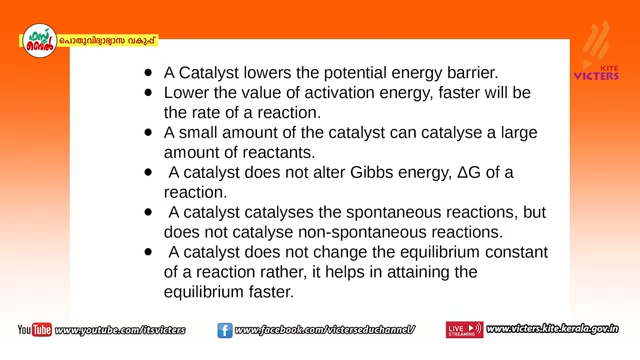 ഫസ്റ്റ് ബെൽ
പൊതുവിദ്യാഭ്യാസ വകുപ്പ്
KITE
VICTERS
● A Catalyst lowers the potential energy barrier.
● Lower the value of activation energy, faster will be
the rate of a reaction.
● A small amount of the catalyst can catalyse a large
amount of reactants.
● A catalyst does not alter Gibbs energy, ΔG of a
reaction.
● A catalyst catalyses the spontaneous reactions, but
does not catalyse non-spontaneous reactions.
● A catalyst does not change the equilibrium constant
of a reaction rather, it helps in attaining the
equilibrium faster.
YouTube www.youtube.com/itsvicters
f www.facebook.com/victerseduchannel/
LIVE STREAMING www.victers.kite.kerala.gov.in